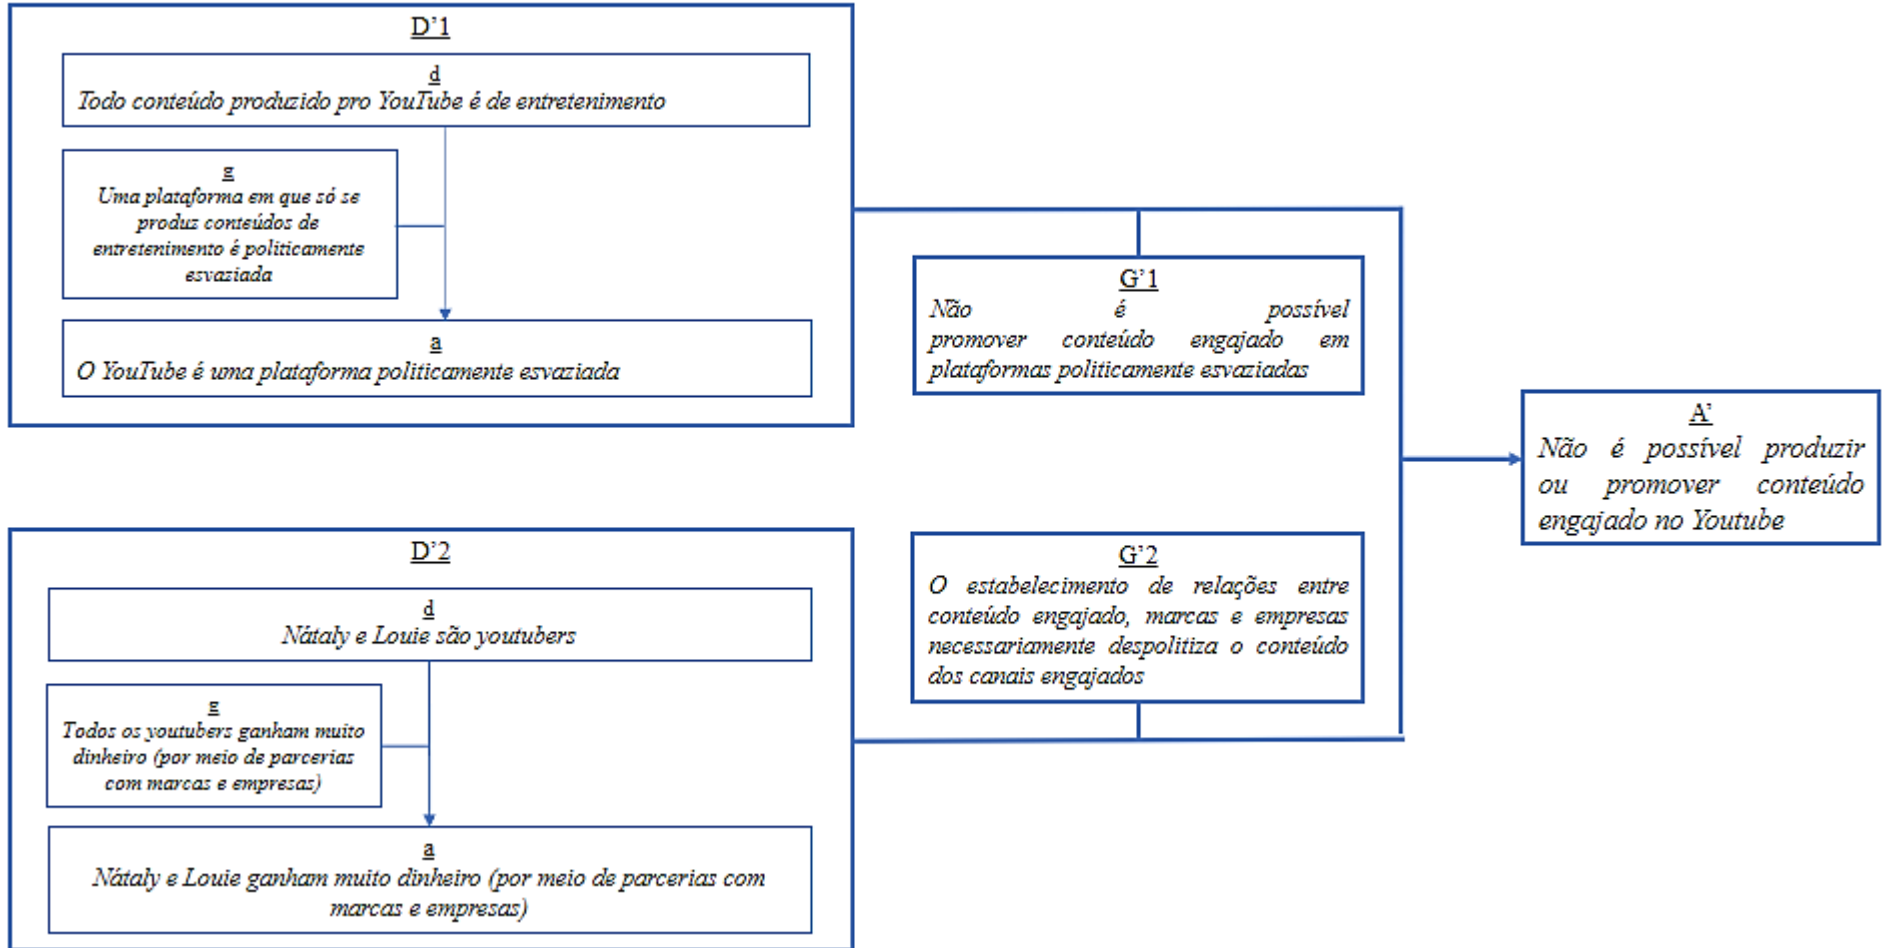 D’1
d
Todo conteúdo produzido pro YouTube é de entretenimento
g
Uma plataforma em que só se
produz conteúdos de
entretenimento é politicamente
esvaziada
a
O YouTube é uma plataforma politicamente esvaziada
G’1
Não é possível
promover conteúdo engajado em
plataformas politicamente esvaziadas
D’2
d
Nátaly e Louie são youtubers
g
Todos os youtubers ganham muito
dinheiro (por meio de parcerias
com marcas e empresas)
a
Nátaly e Louie ganham muito dinheiro (por meio de parcerias com
marcas e empresas)
G’2
O estabelecimento de relações entre
conteúdo engajado, marcas e empresas
necessariamente despolitiza o conteúdo
dos canais engajados
A’
Não é possível produzir
ou promover conteúdo
engajado no Youtube